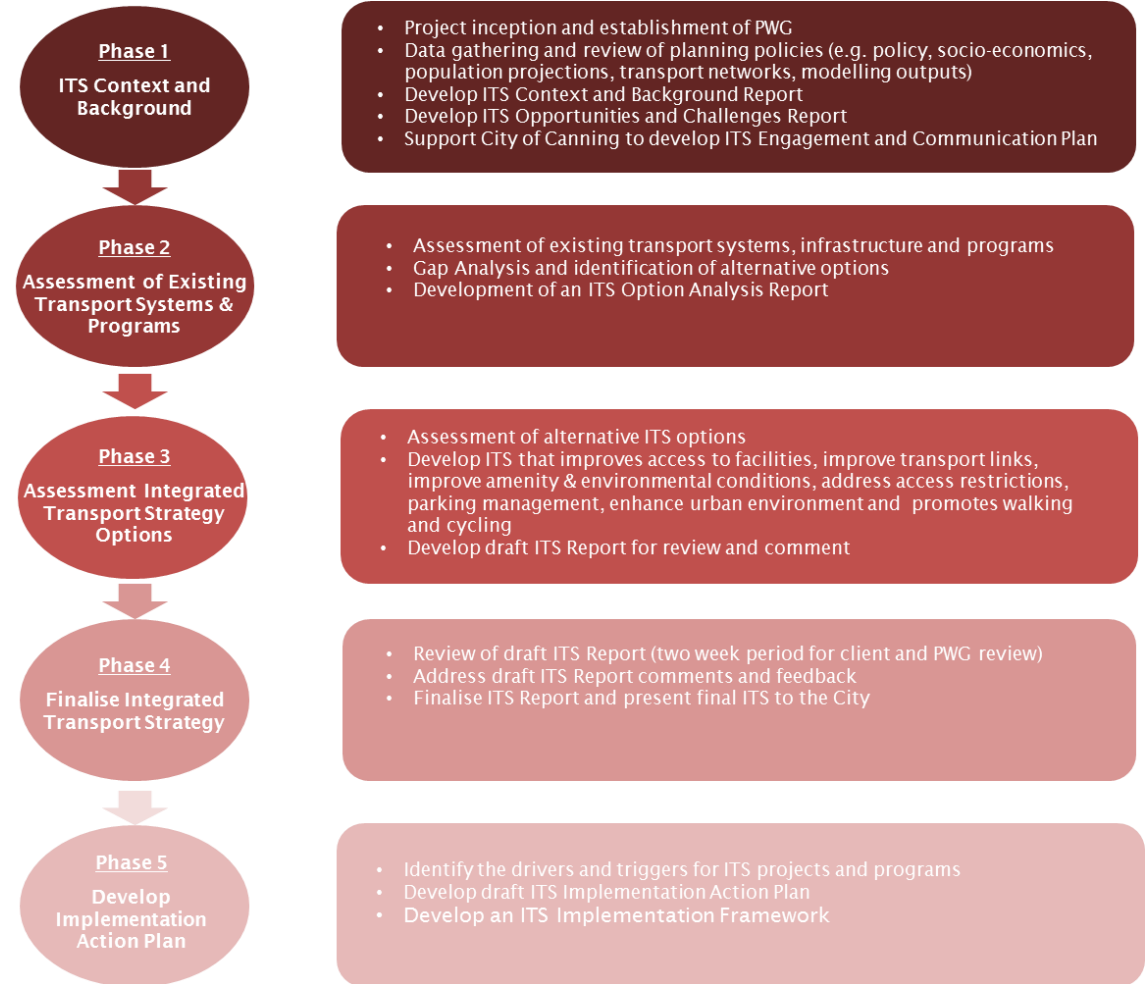 Phase 1
ITS Context and
Background
• Project inception and establishment of PWG
• Data gathering and review of planning policies (e.g. policy, socio-economics,
population projections, transport networks, modelling outputs)
• Develop ITS Context and Background Report
• Develop ITS Opportunities and Challenges Report
• Support City of Canning to develop ITS Engagement and Communication Plan
Phase 2
Assessment of Existing
Transport Systems &
Programs
• Assessment of existing transport systems, infrastructure and programs
• Gap Analysis and identification of alternative options
• Development of an ITS Option Analysis Report
Phase 3
Assessment Integrated
Transport Strategy
Options
• Assessment of alternative ITS options
• Develop ITS that improves access to facilities, improve transport links,
improve amenity & environmental conditions, address access restrictions,
parking management, enhance urban environment and promotes walking
and cycling
• Develop draft ITS Report for review and comment
Phase 4
Finalise Integrated
Transport Strategy
• Review of draft ITS Report (two week period for client and PWG review)
• Address draft ITS Report comments and feedback
• Finalise ITS Report and present final ITS to the City
Phase 5
Develop
Implementation
Action Plan
• Identify the drivers and triggers for ITS projects and programs
• Develop draft ITS Implementation Action Plan
• Develop an ITS Implementation Framework